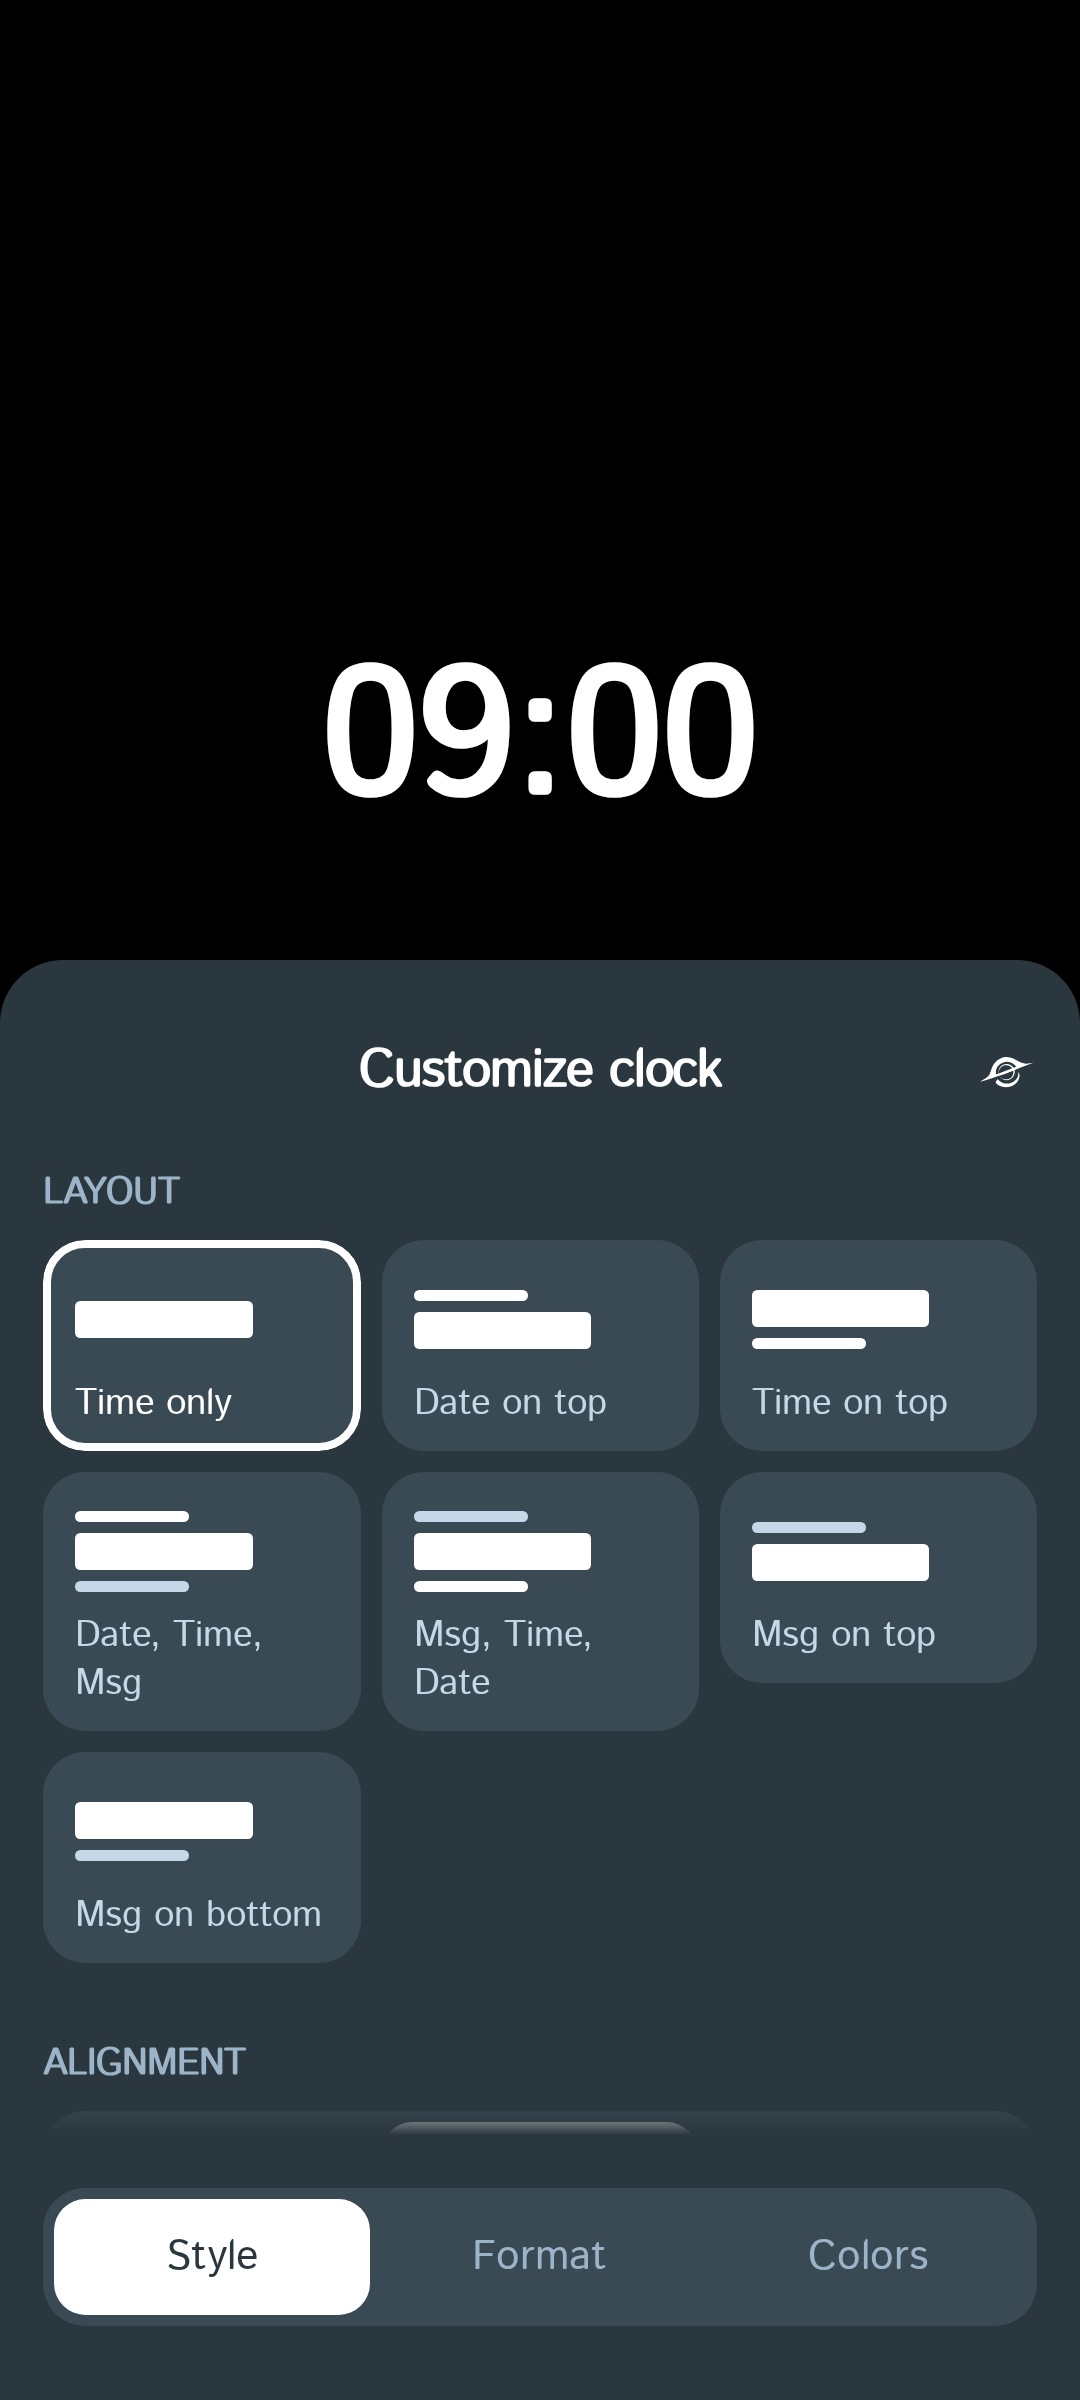 09:00
Customize clock
LAYOUT
Time only
Date on top
Time on top
Date, Time,
Msg
Msg, Time,
Date
Msg on top
Msg on bottom
ALIGNMENT
Style
Format
Colors